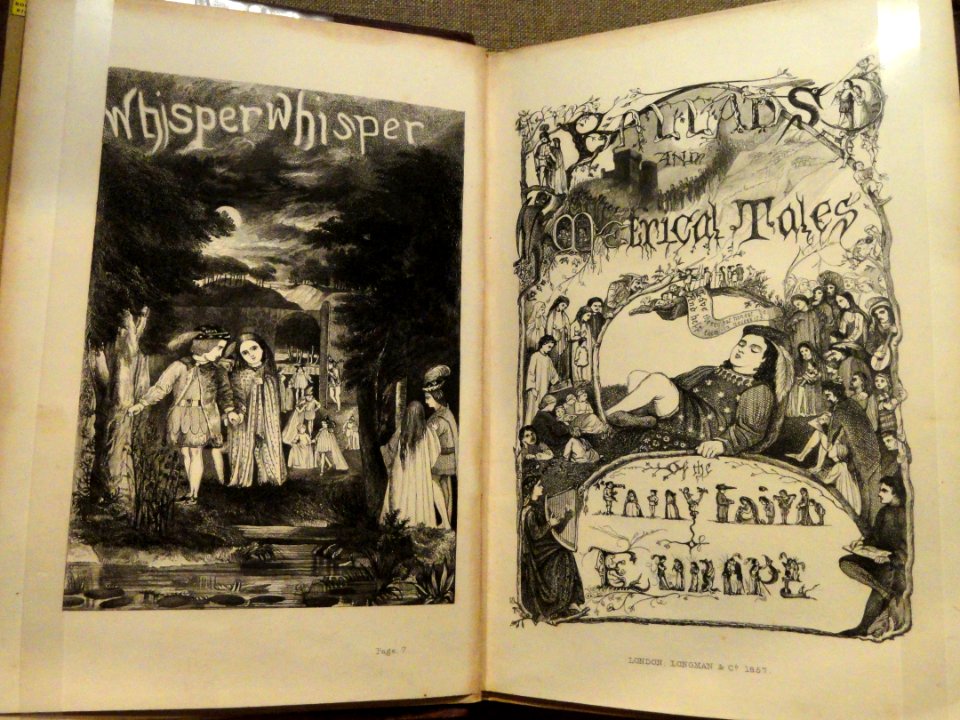 Whisper Whisper
Page. 7
BALLADS
AND
Metrical Tales
Of the
FAIRY FAITH
of
EUROPE
LONDON, LONGMAN & Co 1857.